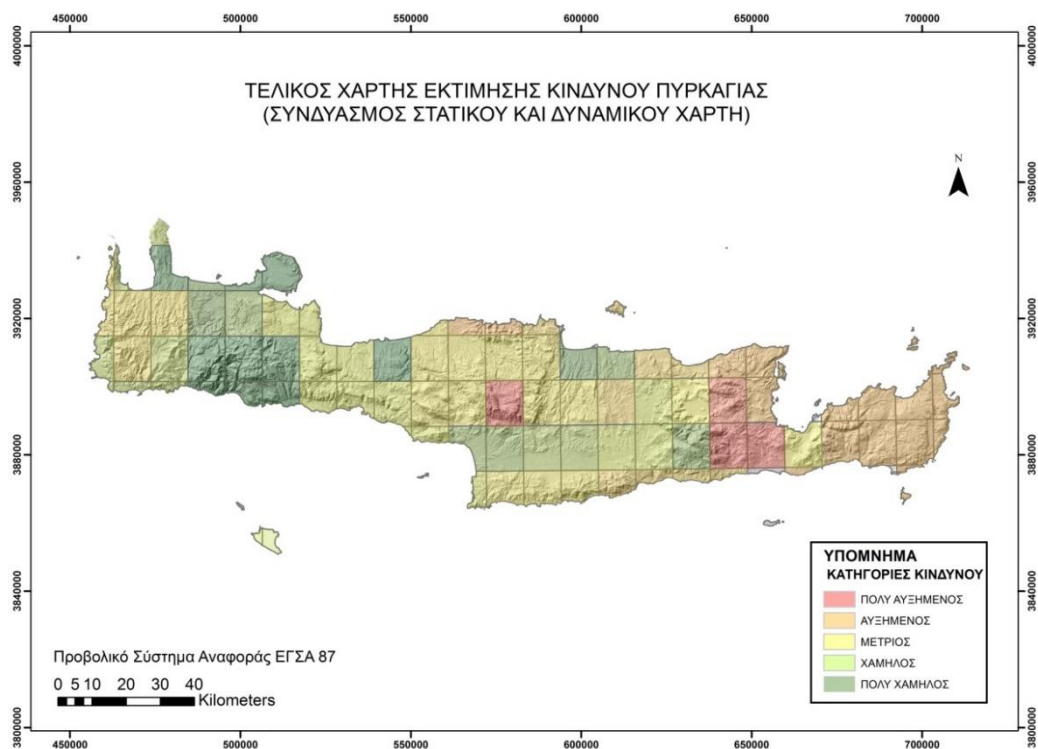 450000 500000 550000 600000 650000 700000
4000000 4000000
ΤΕΛΙΚΟΣ ΧΑΡΤΗΣ ΕΚΤΙΜΗΣΗΣ ΚΙΝΔΥΝΟΥ ΠΥΡΚΑΓΙΑΣ
(ΣΥΝΔΥΑΣΜΟΣ ΣΤΑΤΙΚΟΥ ΚΑΙ ΔΥΝΑΜΙΚΟΥ ΧΑΡΤΗ)
N
3960000 3960000
3920000 3920000
3880000 3880000
ΥΠΟΜΝΗΜΑ
ΚΑΤΗΓΟΡΙΕΣ ΚΙΝΔΥΝΟΥ
ΠΟΛΥ ΑΥΞΗΜΕΝΟΣ
ΑΥΞΗΜΕΝΟΣ
ΜΕΤΡΙΟΣ
ΧΑΜΗΛΟΣ
ΠΟΛΥ ΧΑΜΗΛΟΣ
3840000 3840000
Προβολικό Σύστημα Αναφοράς ΕΓΣΑ 87
0 5 10 20 30 40
Kilometers
3800000 3800000
450000 500000 550000 600000 650000 700000